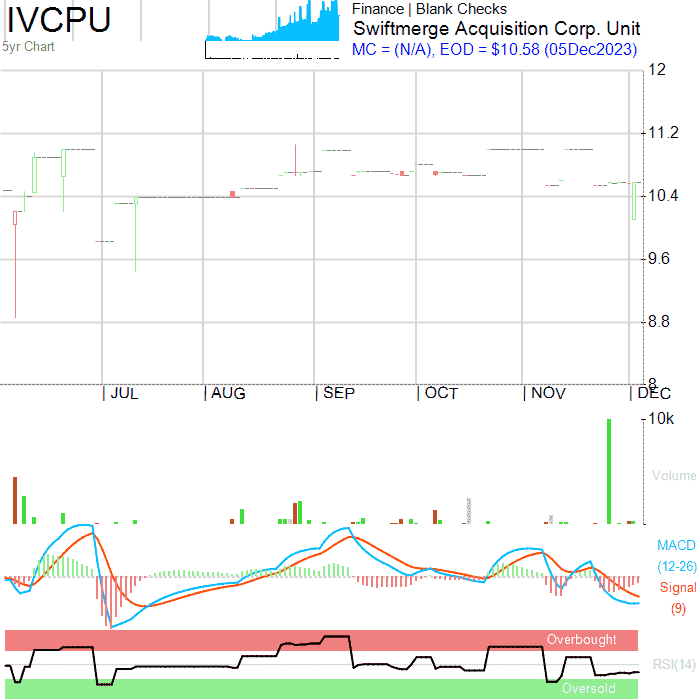 IVCPU
5yr Chart
Finance | Blank Checks
Swiftmerge Acquisition Corp. Unit
MC = (N/A), EOD = $10.58 (05Dec2023)
12
11.2
10.4
9.6
8.8
8
| JUL | AUG | SEP | OCT | NOV | DEC
10k
Volume
MACD
(12-26)
Signal
(9)
Overbought
RSI(14)
Oversold